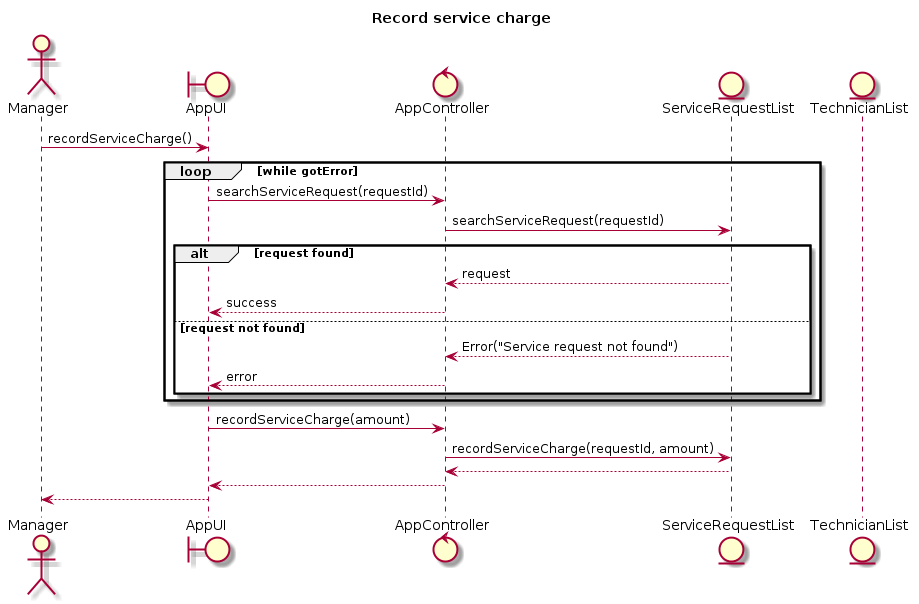 Record service charge
Manager
AppUI
AppController
ServiceRequestList
TechnicianList
recordServiceCharge()
loop
[while gotError]
searchServiceRequest(requestId)
searchServiceRequest(requestId)
alt
[request found]
request
success
[request not found]
Error("Service request not found")
error
recordServiceCharge(amount)
recordServiceCharge(requestId, amount)
Manager
AppUI
AppController
ServiceRequestList
TechnicianList